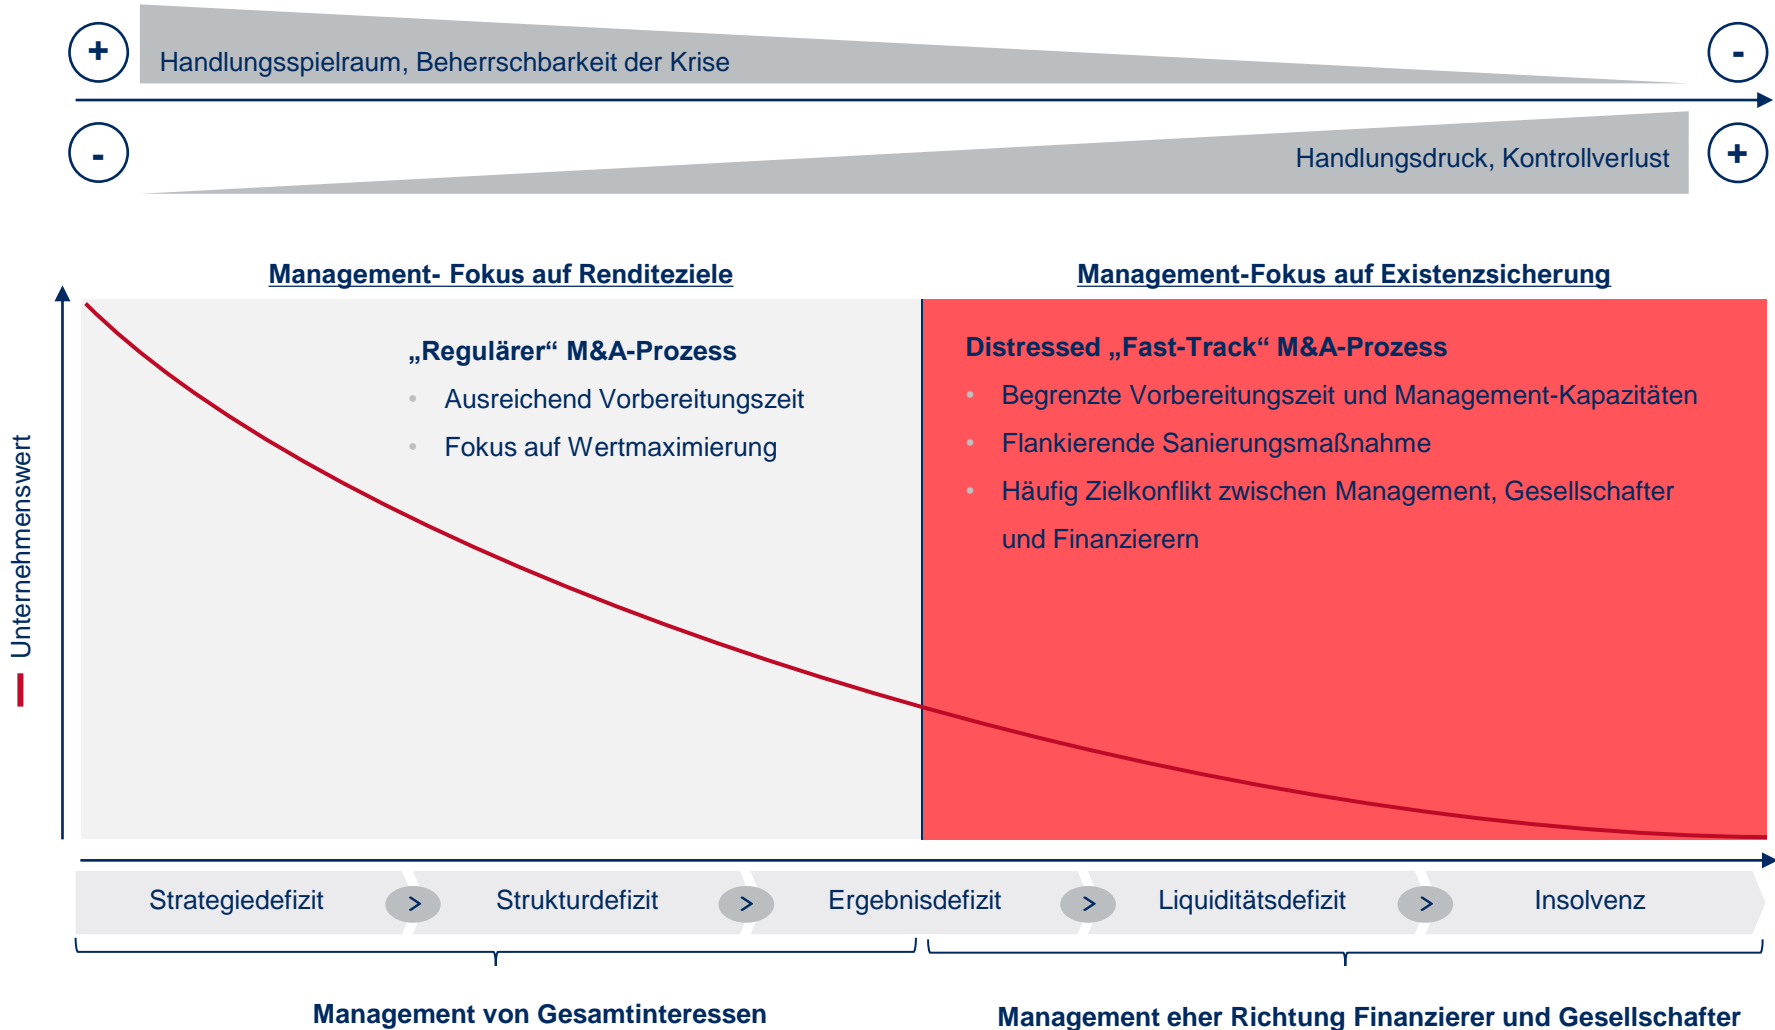 +
Handlungsspielraum, Beherrschbarkeit der Krise
-
-
Handlungsdruck, Kontrollverlust
+
Management- Fokus auf Renditeziele
Management-Fokus auf Existenzsicherung
Unternehmenswert
„Regulärer“ M&A-Prozess
• Ausreichend Vorbereitungszeit
• Fokus auf Wertmaximierung
Distressed „Fast-Track“ M&A-Prozess
• Begrenzte Vorbereitungszeit und Management-Kapazitäten
• Flankierende Sanierungsmaßnahme
• Häufig Zielkonflikt zwischen Management, Gesellschafter
und Finanzierern
Strategiedefizit > Strukturdefizit > Ergebnisdefizit > Liquiditätsdefizit > Insolvenz
Management von Gesamtinteressen
Management eher Richtung Finanzierer und Gesellschafter